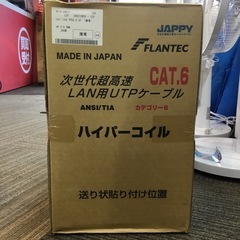 JAPPY
FLANTEC
MADE IN JAPAN
次世代超高速 CAT.6
LAN用UTPケーブル
ANSI/TIA カテゴリー6
ハイパーコイル
送り状貼り付け位置